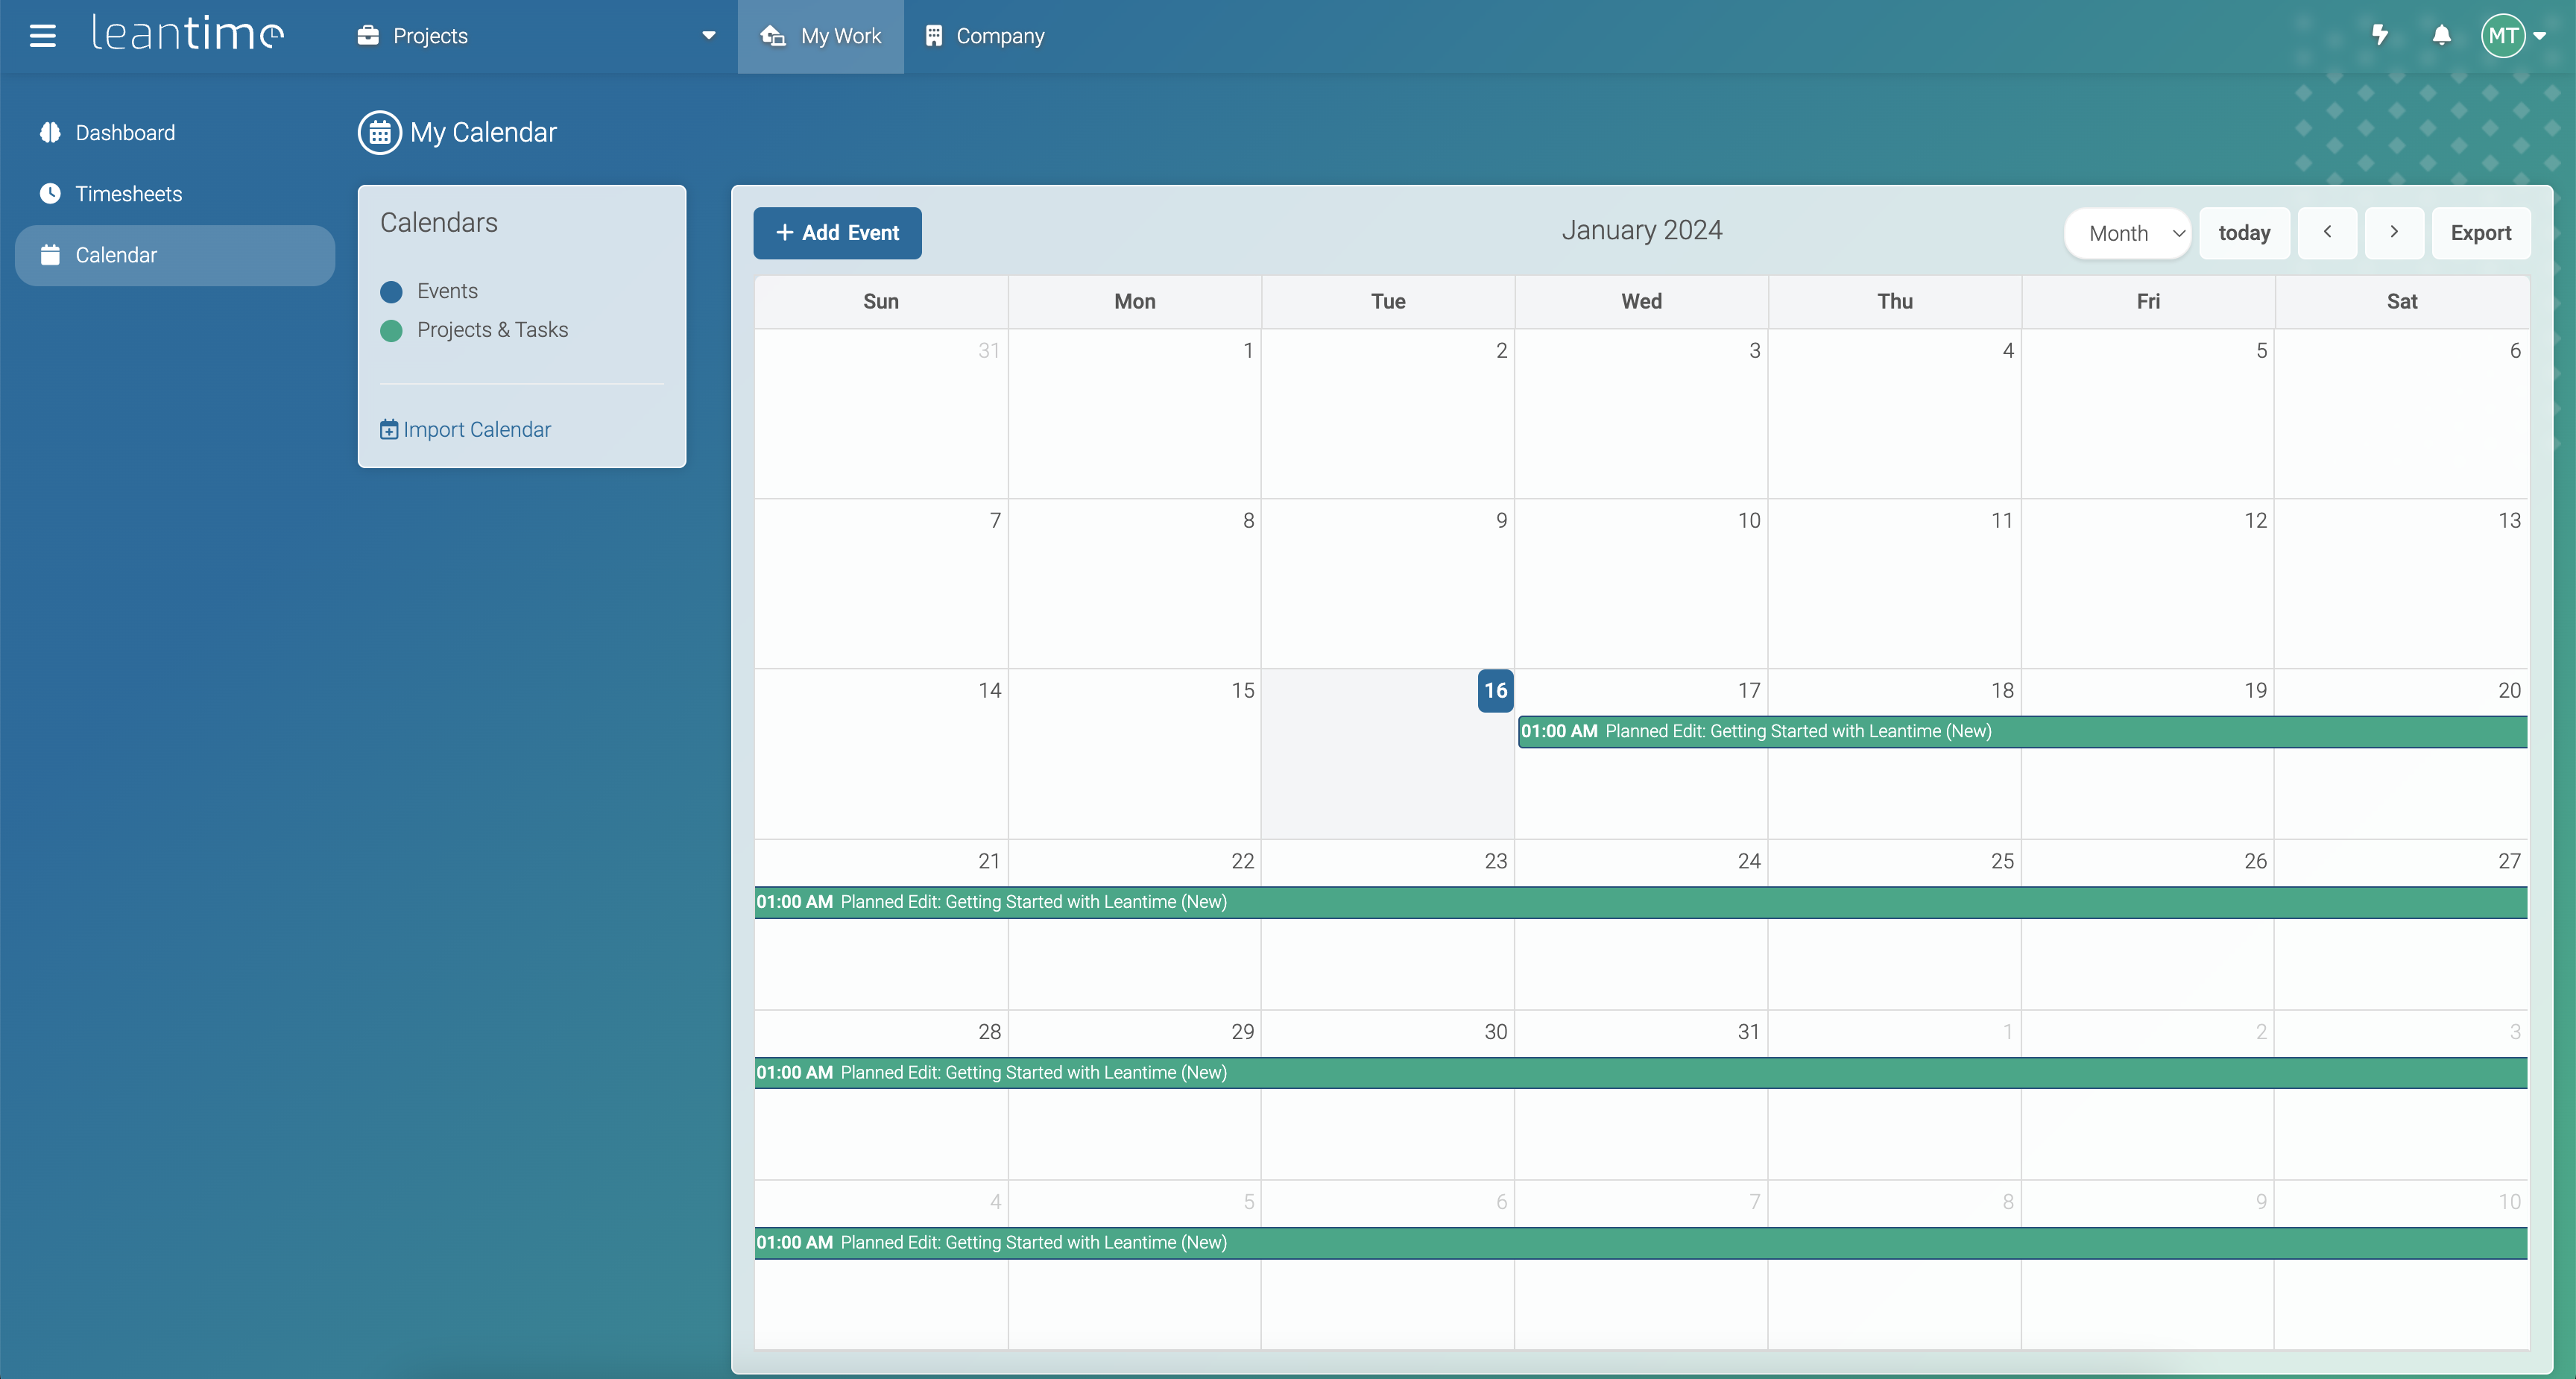 leantime
Projects
My Work
Company
MT
Dashboard
Timesheets
Calendar
My Calendar
Calendars
Events
Projects & Tasks
Import Calendar
+ Add Event
January 2024
Month
today
<
>
Export
Sun Mon Tue Wed Thu Fri Sat
31 1 2 3 4 5 6
7 8 9 10 11 12 13
14 15 16 17 18 19 20
01:00 AM Planned Edit: Getting Started with Leantime (New)
21 22 23 24 25 26 27
01:00 AM Planned Edit: Getting Started with Leantime (New)
28 29 30 31 1 2 3
01:00 AM Planned Edit: Getting Started with Leantime (New)
4 5 6 7 8 9 10
01:00 AM Planned Edit: Getting Started with Leantime (New)